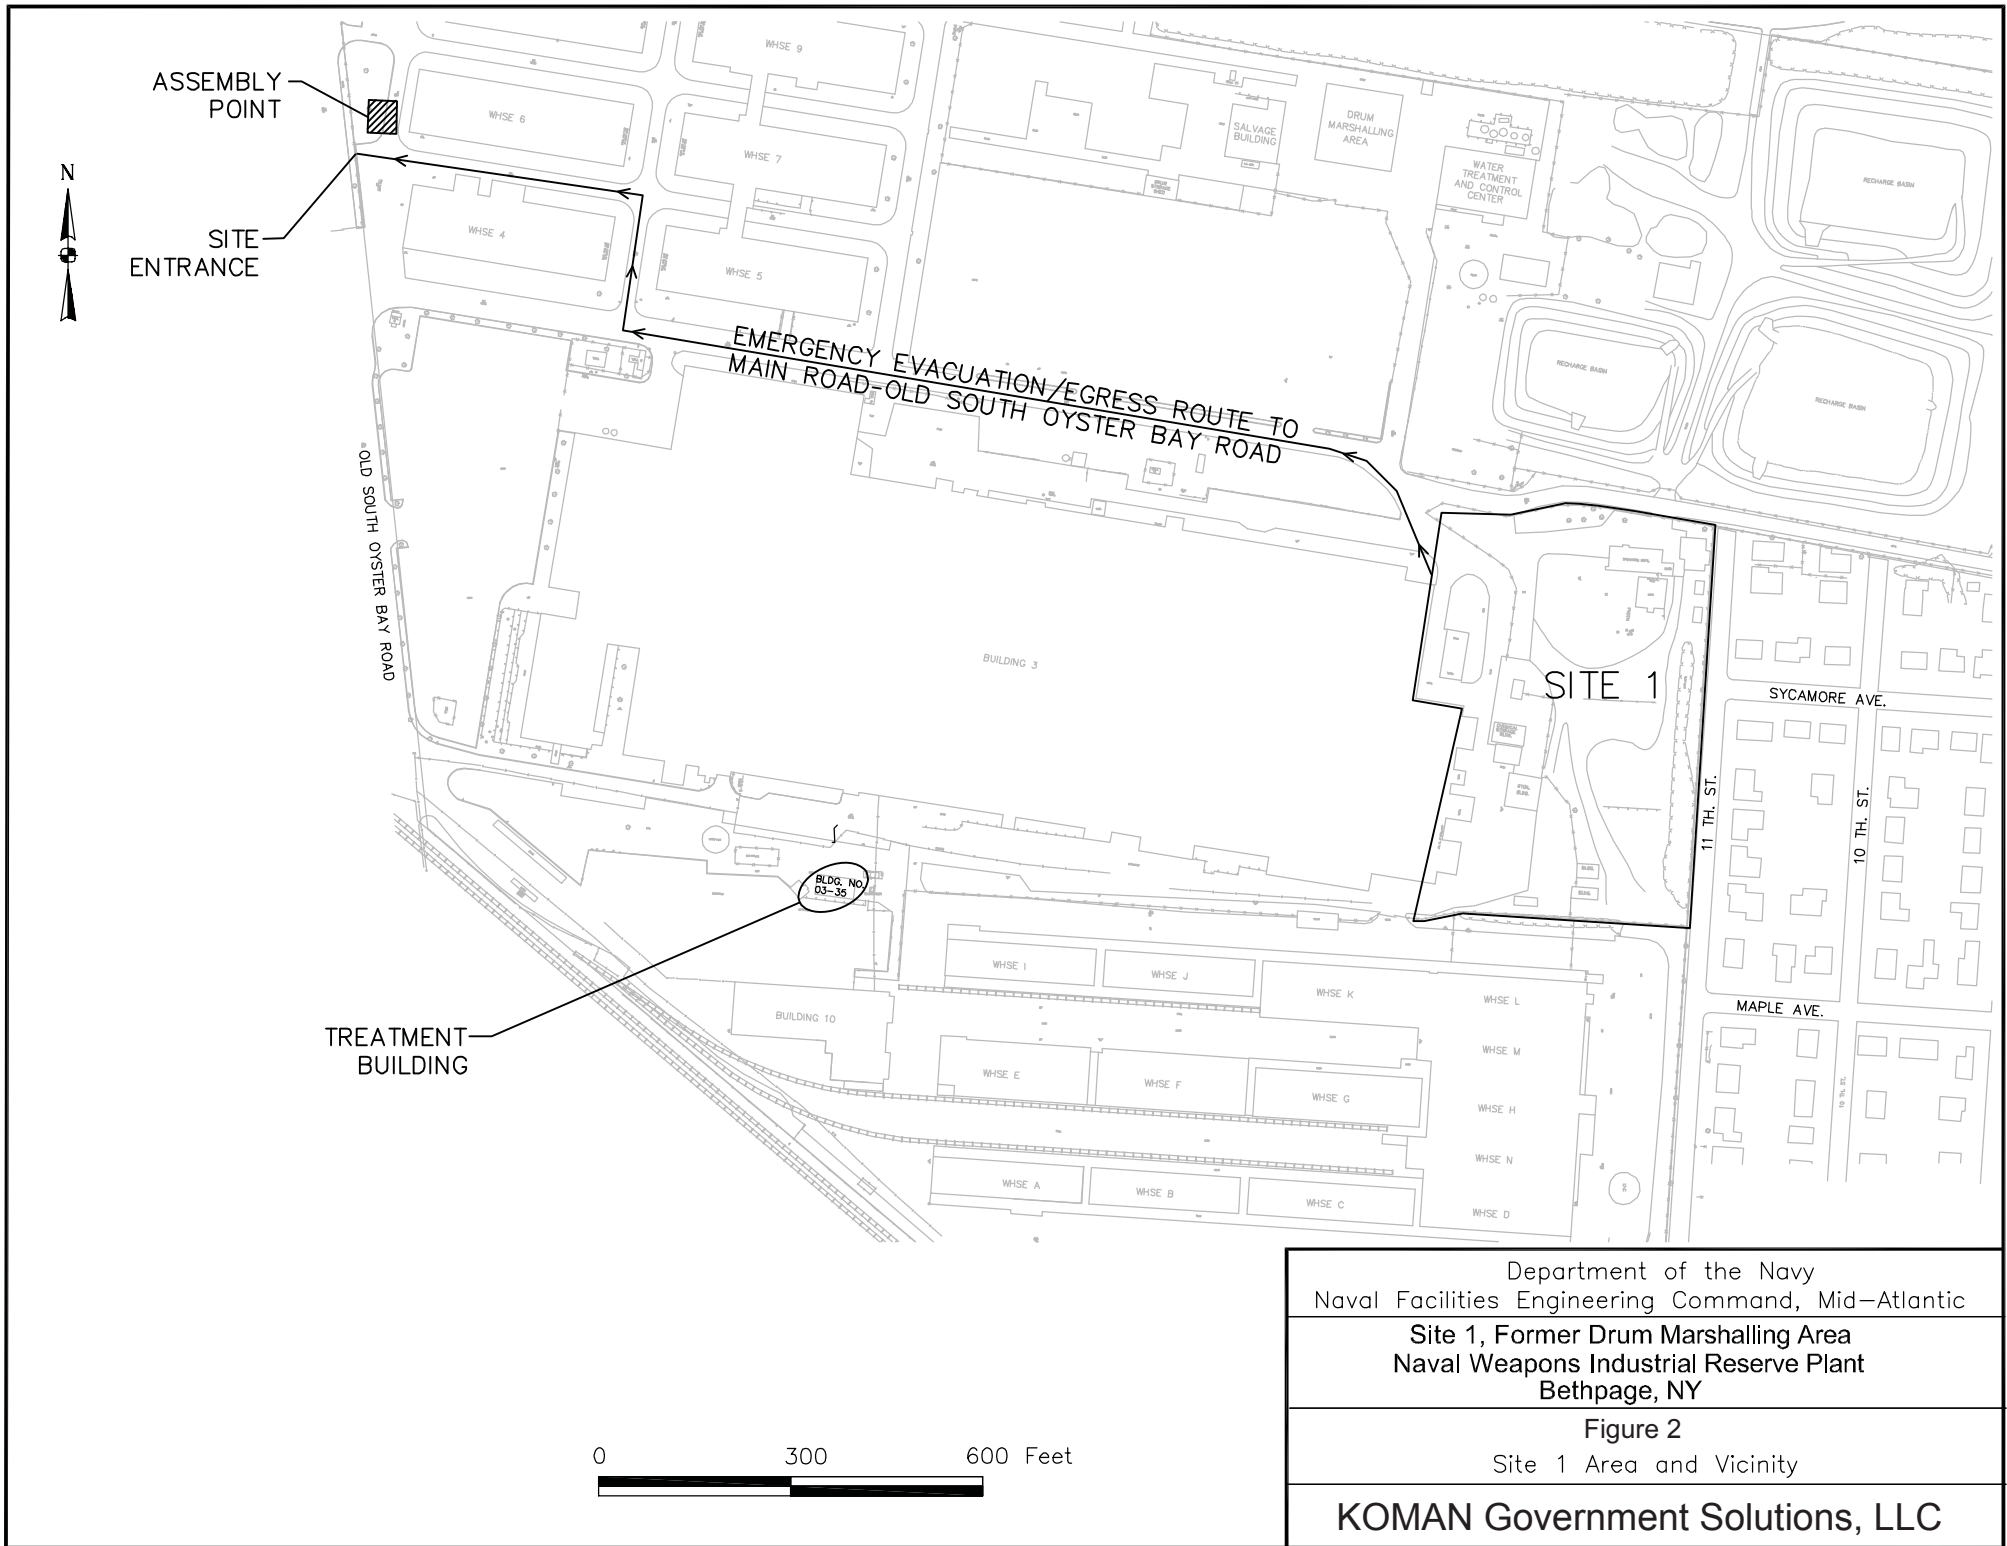 WHSE 9
ASSEMBLY
POINT
WHSE 6
SALVAGE
BUILDING
DRUM
MARSHALLING
AREA
WHSE 7
WATER
TREATMENT
AND CONTROL
CENTER
RECHARGE BASIN
N
SITE
ENTRANCE
WHSE 4
WHSE 5
EMERGENCY EVACUATION/EGRESS ROUTE TO
MAIN ROAD-OLD SOUTH OYSTER BAY ROAD
RECHARGE BASIN
RECHARGE BASIN
OLD SOUTH OYSTER BAY ROAD
BUILDING 3
SITE 1
SYCAMORE AVE.
11 TH. ST.
10 TH. ST.
BLDG. NO.
03-35
TREATMENT
BUILDING
WHSE I
WHSE J
WHSE K
WHSE L
MAPLE AVE.
BUILDING 10
WHSE M
WHSE E
WHSE F
WHSE G
WHSE H
10 TH. ST.
WHSE N
WHSE A
WHSE B
WHSE C
WHSE D
Department of the Navy
Naval Facilities Engineering Command, Mid-Atlantic
Site 1, Former Drum Marshalling Area
Naval Weapons Industrial Reserve Plant
Bethpage, NY
Figure 2
Site 1 Area and Vicinity
KOMAN Government Solutions, LLC
0 300 600 Feet